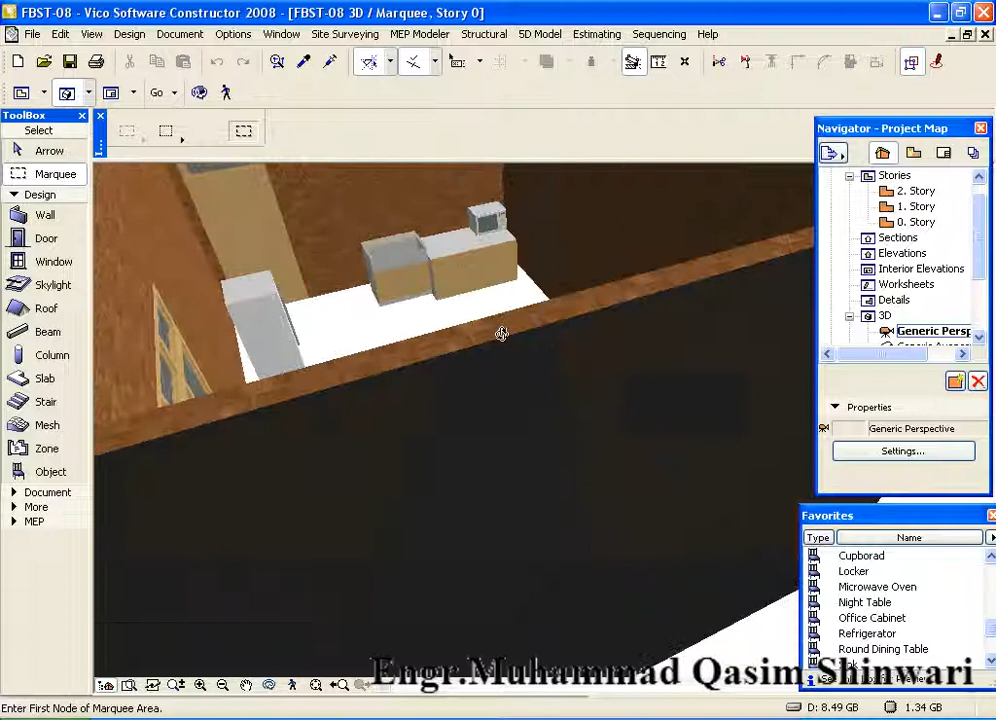 FBST-08 - Vico Software Constructor 2008 - [FBST-08 3D / Marquee, Story 0]
File Edit View Design Document Options Window Site Surveying MEP Modeler Structural 5D Model Estimating Sequencing Help
Go
ToolBox
Select
Arrow
Marquee
Design
Wall
Door
Window
Skylight
Roof
Beam
Column
Slab
Stair
Mesh
Zone
Object
Document
More
MEP
Navigator - Project Map
Stories
2. Story
1. Story
0. Story
Sections
Elevations
Interior Elevations
Worksheets
Details
3D
Generic Persp
Properties
Generic Perspective
Settings...
Favorites
Type Name
Cupborad
Locker
Microwave Oven
Night Table
Office Cabinet
Refrigerator
Round Dining Table
Engr.Muhammad Qasim Shinwari
Enter First Node of Marquee Area.
D: 8.49 GB
1.34 GB